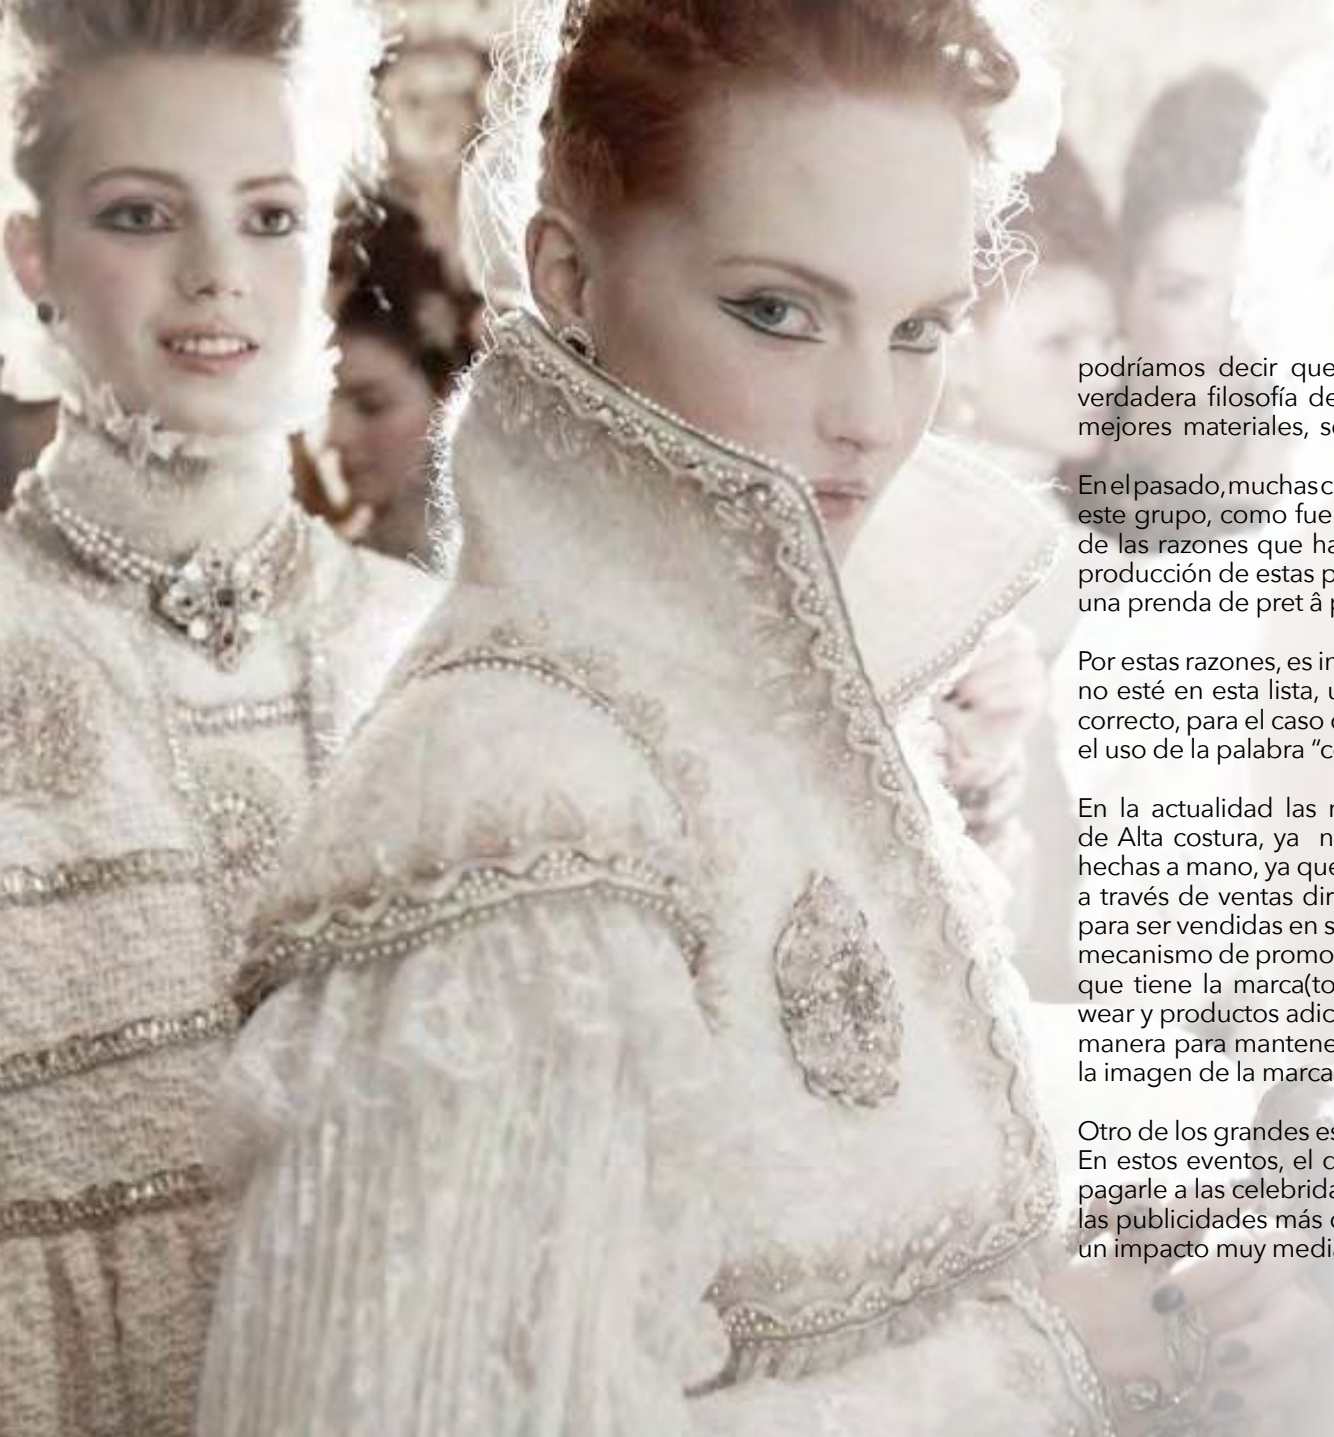 podríamos decir que
verdadera filosofía de
mejores materiales, s
En el pasado, muchas c
este grupo, como fue
de las razones que ha
producción de estas p
una prenda de pret â p
Por estas razones, es in
no esté en esta lista, u
correcto, para el caso
el uso de la palabra “c
En la actualidad las
de Alta costura, ya n
hechas a mano, ya que
a través de ventas dir
para ser vendidas en s
mecanismo de promo
que tiene la marca(to
wear y productos adic
manera para mantene
la imagen de la marca
Otro de los grandes es
En estos eventos, el
pagarle a las celebrida
las publicidades más
un impacto muy media